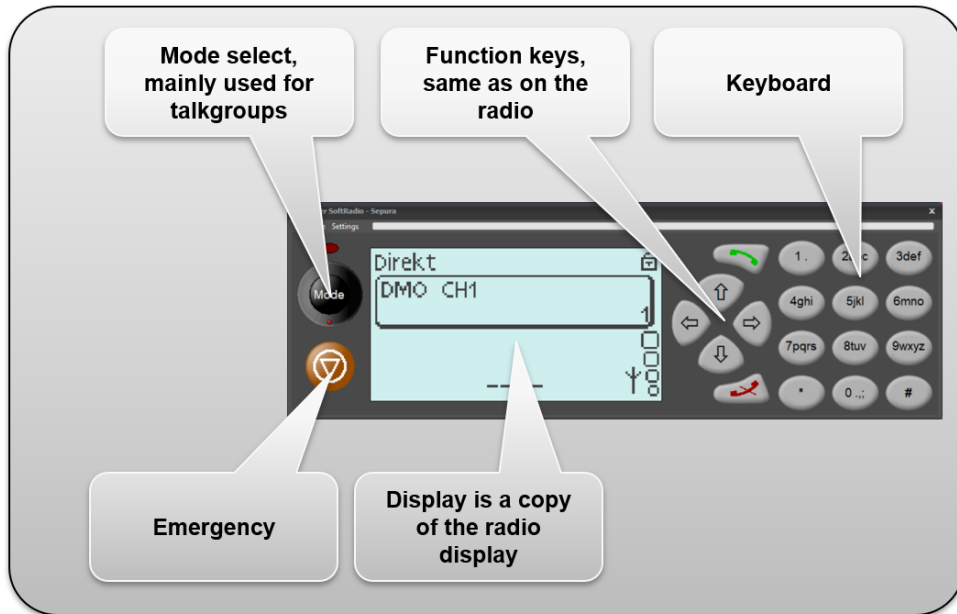 Mode select,
mainly used for
talkgroups
Function keys,
same as on the
radio
Keyboard
SoftRadio - Sepura
x
Settings
Mode
Direkt
DMO CH1
1
----
1 .
3def
4ghi
5jkl
6mno
7pqrs
8tuv
9wxyz
*
0 .,;
#
Emergency
Display is a copy
of the radio
display